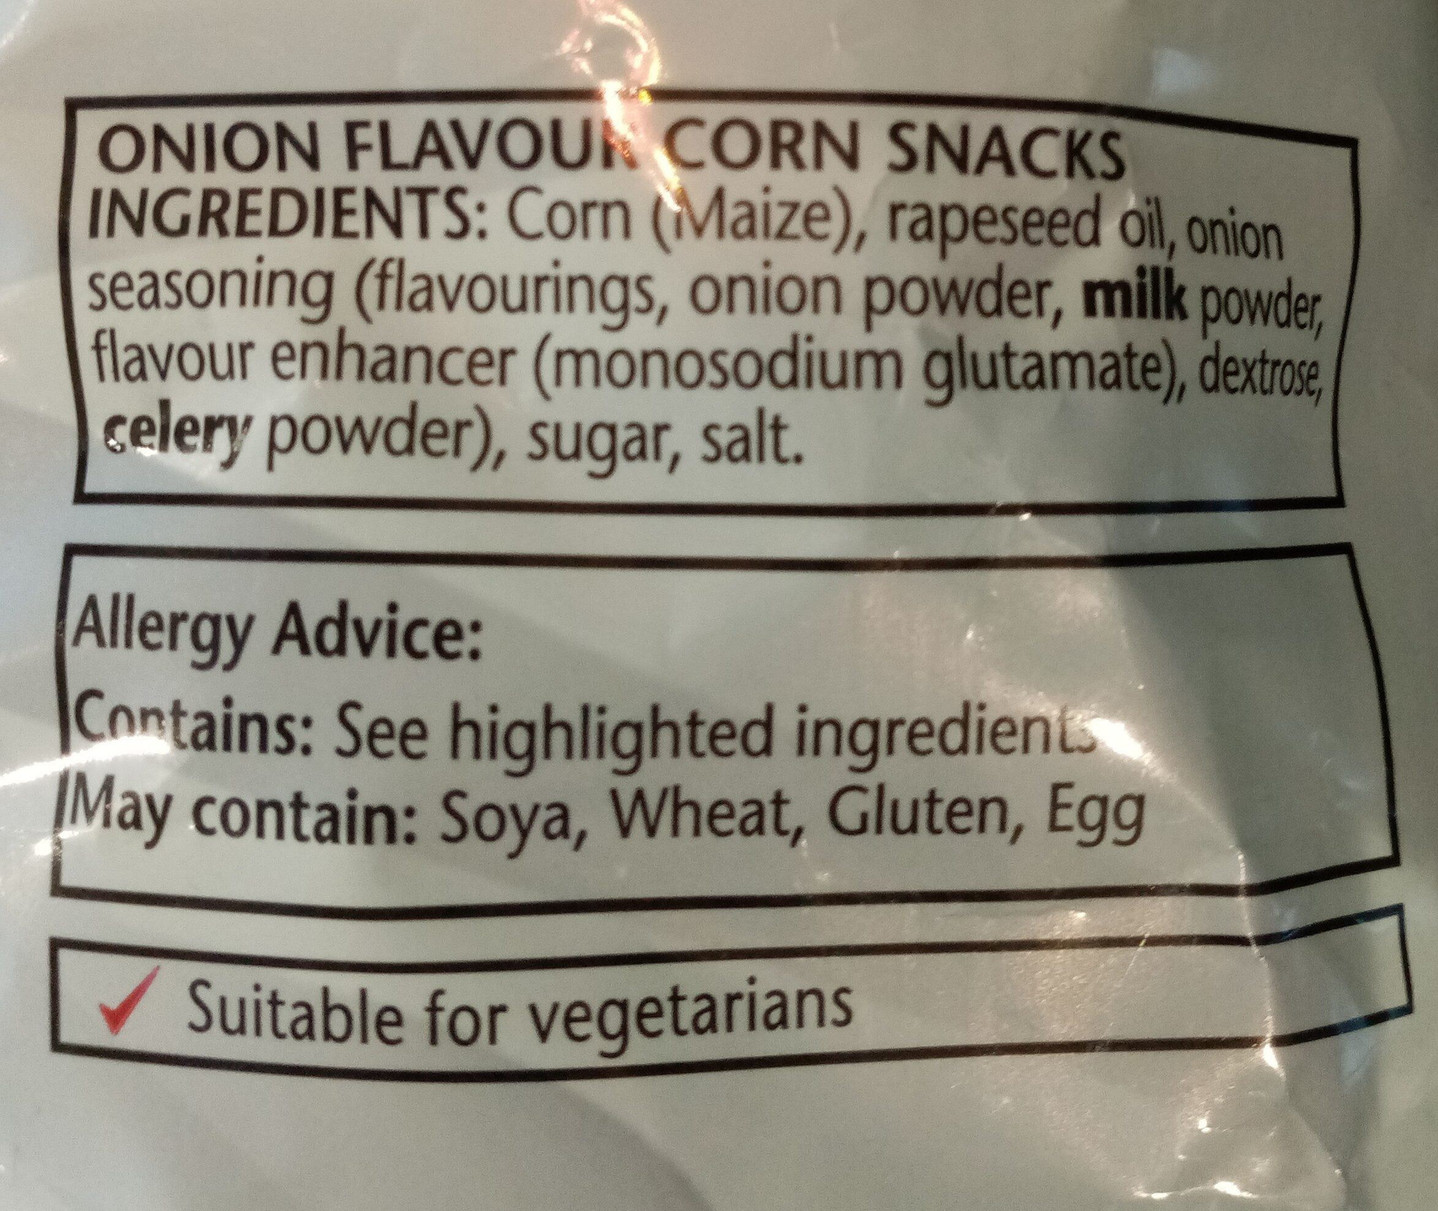 ONION FLAVOUR CORN SNACKS
INGREDIENTS: Corn (Maize), rapeseed oil, onion
seasoning (flavourings, onion powder, milk powder,
flavour enhancer (monosodium glutamate), dextrose,
celery powder), sugar, salt.
Allergy Advice:
Contains: See highlighted ingredients
May contain: Soya, Wheat, Gluten, Egg
Suitable for vegetarians